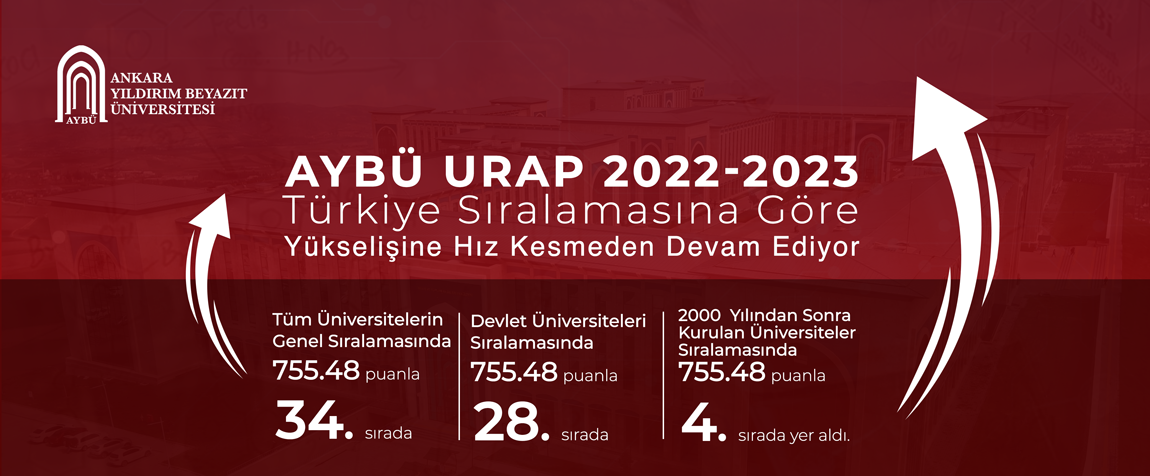 ANKARA
YILDIRIM BEYAZIT
ÜNİVERSİTESİ
AYBÜ
AYBÜ URAP 2022-2023
Türkiye Sıralamasına Göre
Yükselişine Hız Kesmeden Devam Ediyor
Tüm Üniversitelerin
Genel Sıralamasında
755.48 puanla
34. sırada
Devlet Üniversiteleri
Sıralamasında
755.48 puanla
28. sırada
2000 Yılından Sonra
Kurulan Üniversiteler
Sıralamasında
755.48 puanla
4. sırada yer aldı.